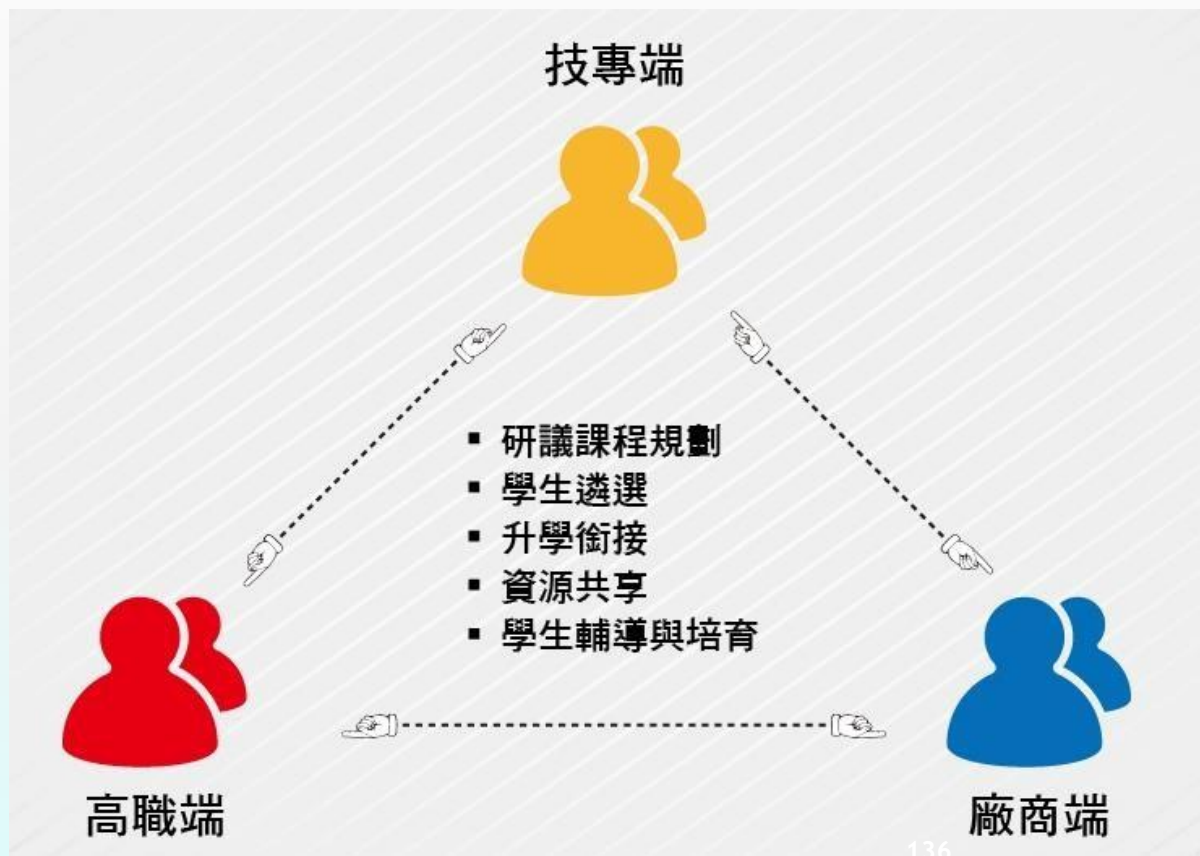 技專端
▪ 研議課程規劃
▪ 學生遴選
▪ 升學銜接
▪ 資源共享
▪ 學生輔導與培育
高職端
廠商端
136